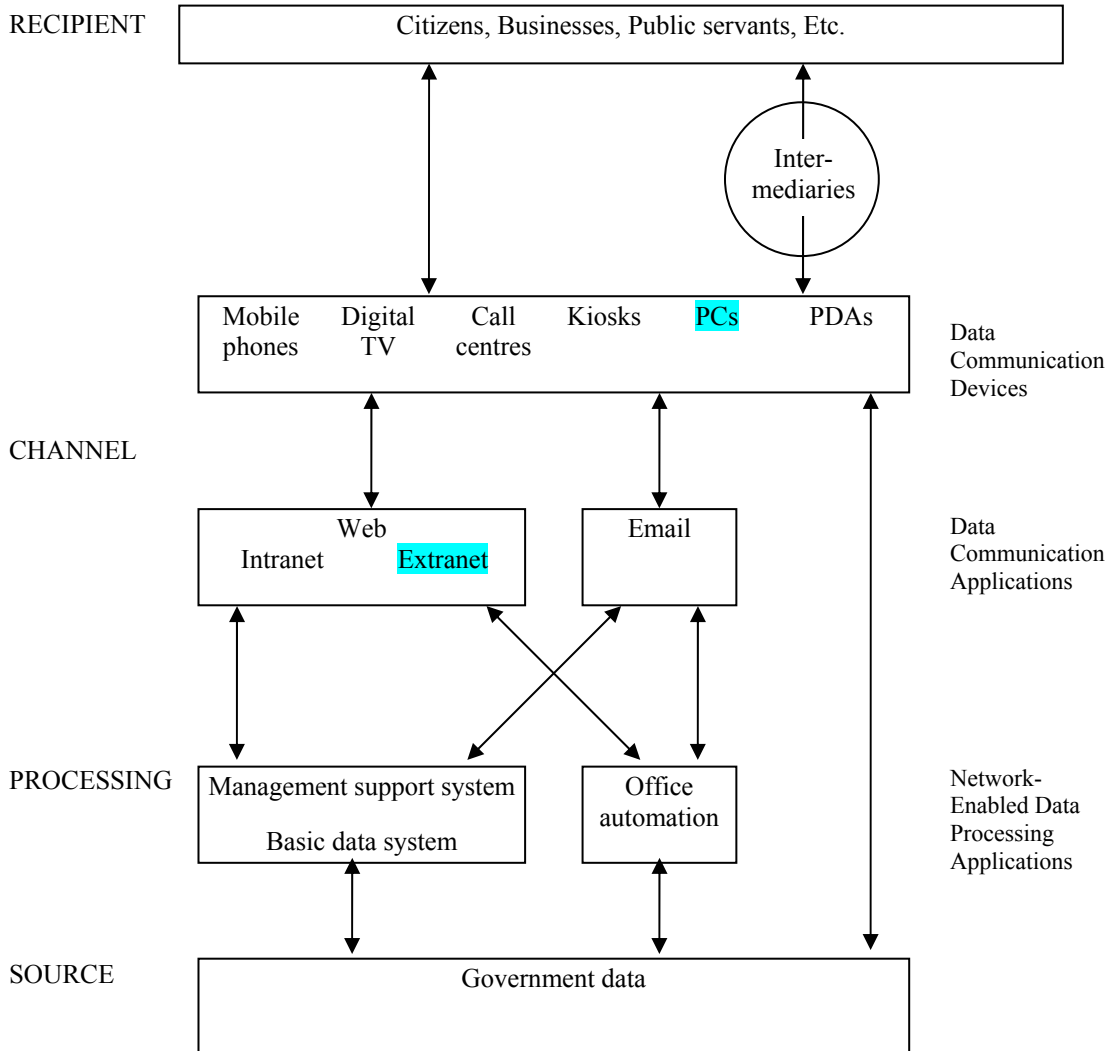 RECIPIENT
Citizens, Businesses, Public servants, Etc.
Inter-
mediaries
Mobile
phones
Digital
TV
Call
centres
Kiosks
PCs
PDAs
Data
Communication
Devices
CHANNEL
Web
Intranet
Extranet
Email
Data
Communication
Applications
PROCESSING
Management support system
Basic data system
Office
automation
Network-
Enabled Data
Processing
Applications
SOURCE
Government data